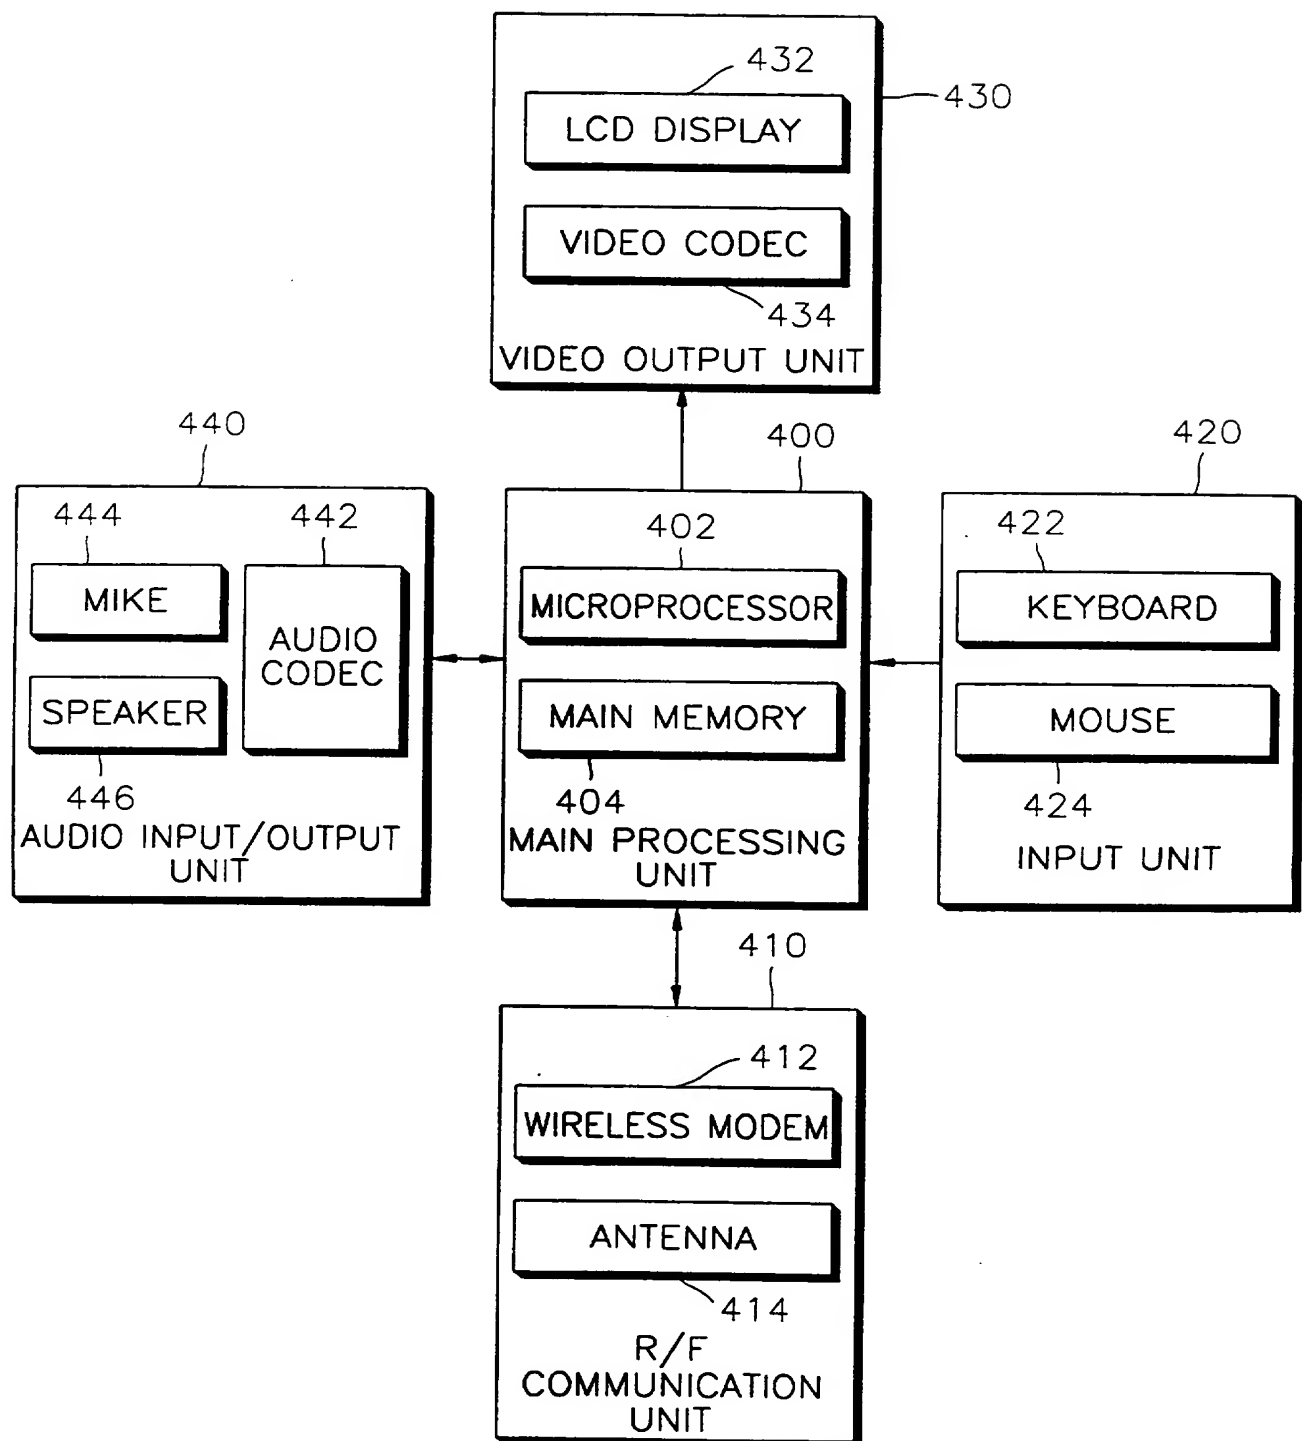 432
430
LCD DISPLAY
VIDEO CODEC
434
VIDEO OUTPUT UNIT
440
444
442
MIKE
AUDIO
CODEC
SPEAKER
446
AUDIO INPUT/OUTPUT
UNIT
400
402
MICROPROCESSOR
MAIN MEMORY
404
MAIN PROCESSING
UNIT
420
422
KEYBOARD
MOUSE
424
INPUT UNIT
410
412
WIRELESS MODEM
ANTENNA
414
R/F
COMMUNICATION
UNIT